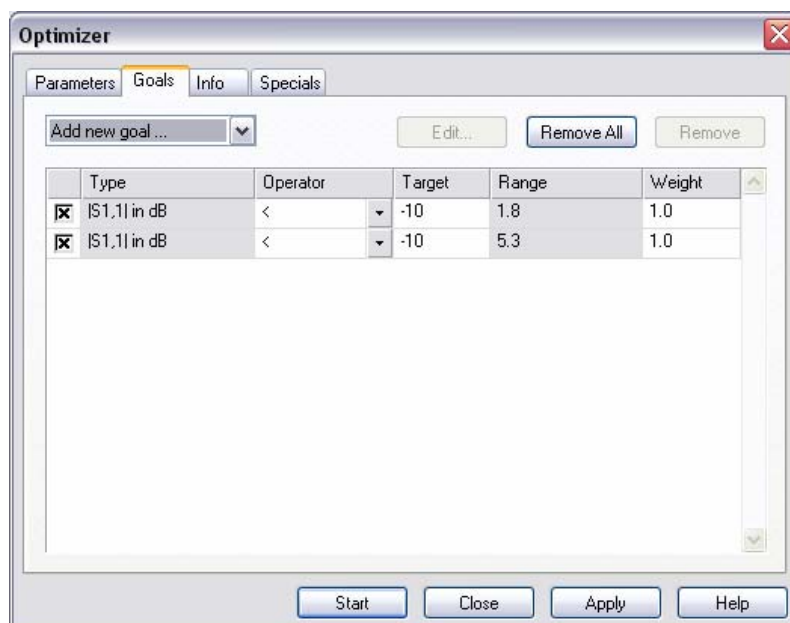 Optimizer
Parameters Goals Info Specials
Add new goal ... Edit... Remove All Remove
Type Operator Target Range Weight
|S1,1| in dB < -10 1.8 1.0
|S1,1| in dB < -10 5.3 1.0
Start Close Apply Help